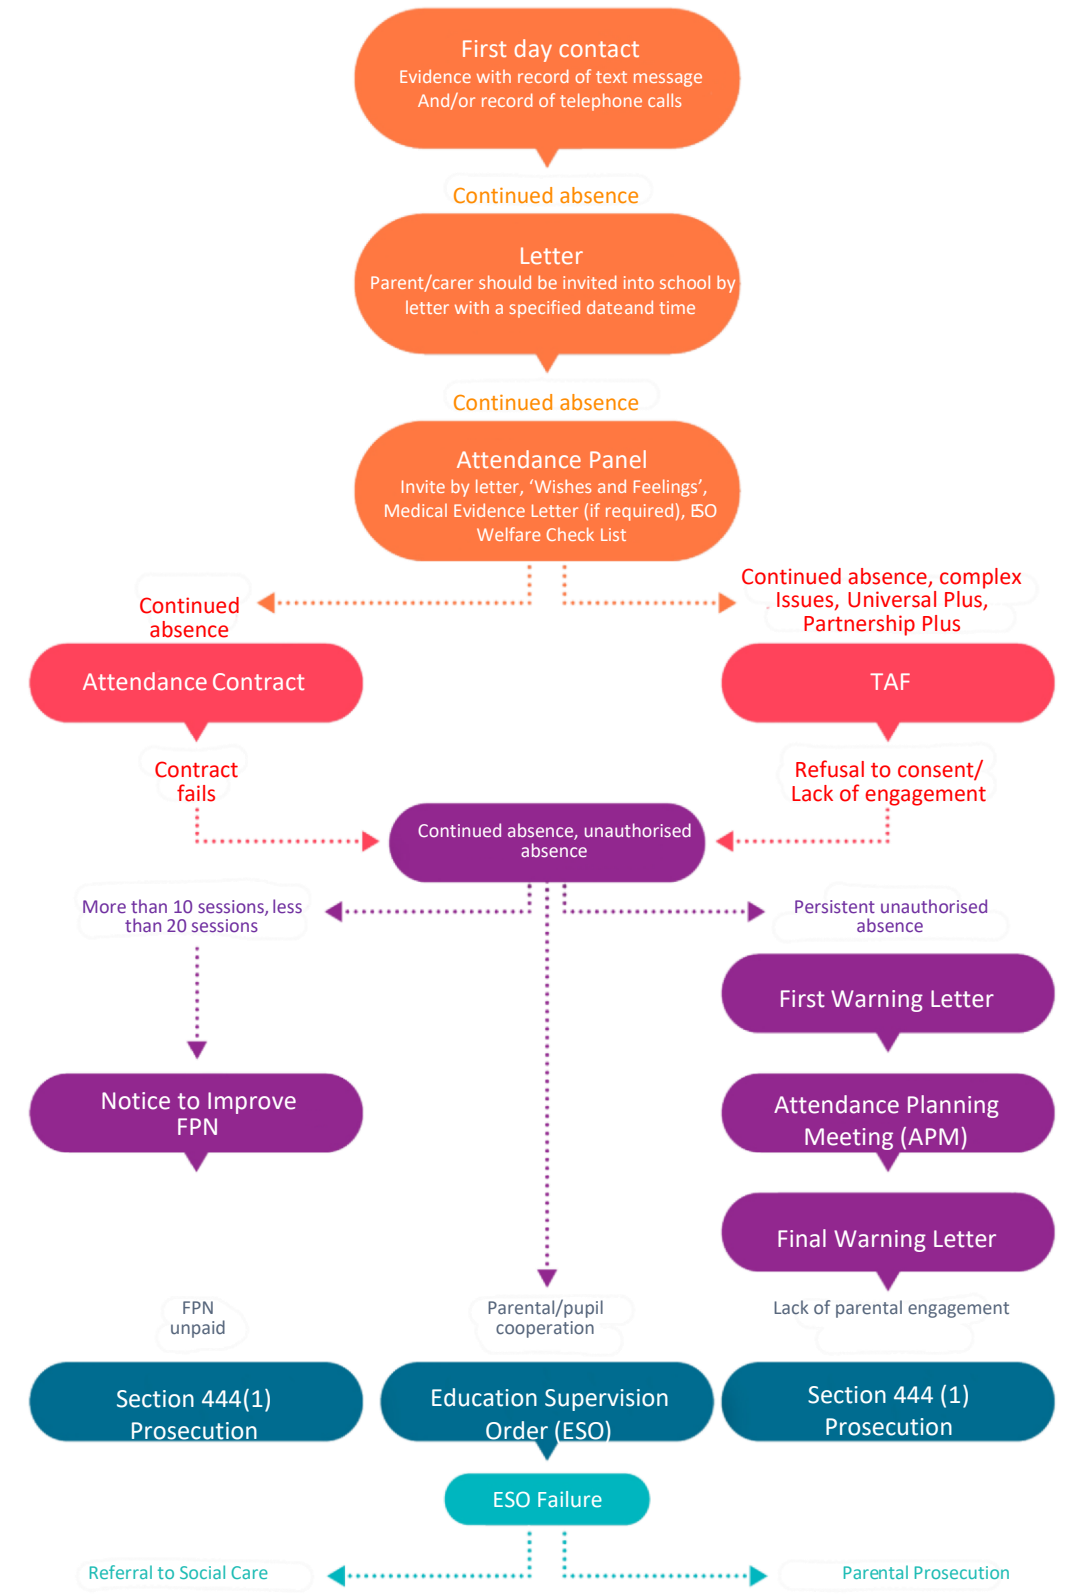 First day contact
Evidence with record of text message
And/or record of telephone calls
Continued absence
Letter
Parent/carer should be invited into school by
letter with a specified date and time
Continued absence
Attendance Panel
Invite by letter, ‘Wishes and Feelings’,
Medical Evidence Letter (if required), ESO
Welfare Check List
Continued
absence
Continued absence, complex
Issues, Universal Plus,
Partnership Plus
Attendance Contract
TAF
Contract
fails
Refusal to consent/
Lack of engagement
Continued absence, unauthorised
absence
More than 10 sessions, less
than 20 sessions
Persistent unauthorised
absence
First Warning Letter
Notice to Improve
FPN
Attendance Planning
Meeting (APM)
Final Warning Letter
FPN
unpaid
Parental/pupil
cooperation
Lack of parental engagement
Section 444(1)
Prosecution
Education Supervision
Order (ESO)
Section 444 (1)
Prosecution
ESO Failure
Referral to Social Care
Parental Prosecution